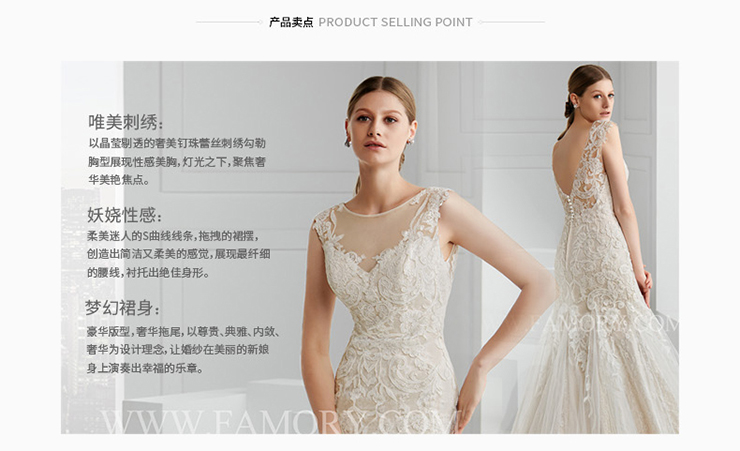 产品卖点 PRODUCT SELLING POINT
唯美刺绣：
以晶莹剔透的奢美钉珠蕾丝刺绣勾勒
胸型展现性感美胸，灯光之下，聚焦奢
华美艳焦点。
妖娆性感：
柔美迷人的S曲线线条，拖拽的裙摆，
创造出简洁又柔美的感觉，展现最纤细
的腰线，衬托出绝佳身形。
梦幻裙身：
豪华版型，奢华拖尾，以尊贵、典雅、内敛、
奢华为设计理念，让婚纱在美丽的新娘
身上演奏出幸福的乐章。
FAMORY.COM
WWW.FAMORY.COM